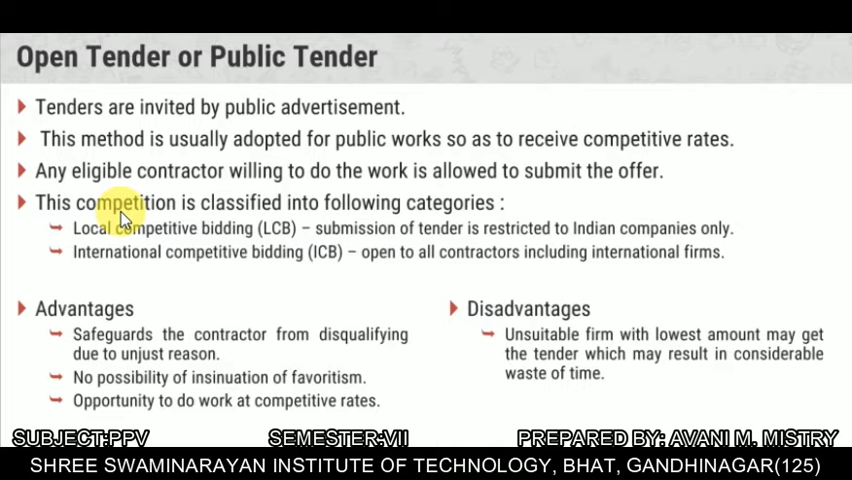 Open Tender or Public Tender
Tenders are invited by public advertisement.
This method is usually adopted for public works so as to receive competitive rates.
Any eligible contractor willing to do the work is allowed to submit the offer.
This competition is classified into following categories :
Local competitive bidding (LCB) – submission of tender is restricted to Indian companies only.
International competitive bidding (ICB) – open to all contractors including international firms.
Advantages
Safeguards the contractor from disqualifying
due to unjust reason.
No possibility of insinuation of favoritism.
Opportunity to do work at competitive rates.
Disadvantages
Unsuitable firm with lowest amount may get
the tender which may result in considerable
waste of time.
SUBJECT:PPV SEMESTER:VII PREPARED BY: AVANI M. MISTRY
SHREE SWAMINARAYAN INSTITUTE OF TECHNOLOGY, BHAT, GANDHINAGAR(125)